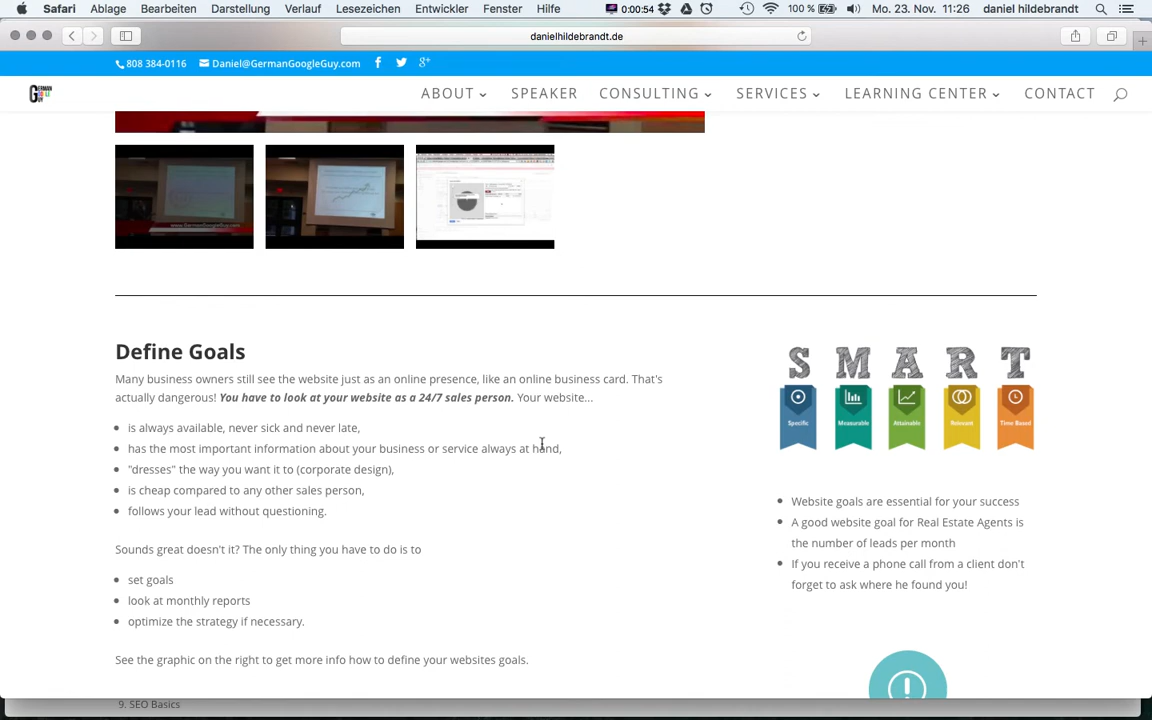 Safari Ablage Bearbeiten Darstellung Verlauf Lesezeichen Entwickler Fenster Hilfe 0:00:54 100 % Mo. 23. Nov. 11:26 daniel hildebrandt
danielhildebrandt.de
808 384-0116 Daniel@GermanGoogleGuy.com
ABOUT SPEAKER CONSULTING SERVICES LEARNING CENTER CONTACT
Define Goals
Many business owners still see the website just as an online presence, like an online business card. That's
actually dangerous! You have to look at your website as a 24/7 sales person. Your website...
is always available, never sick and never late,
has the most important information about your business or service always at hand,
"dresses" the way you want it to (corporate design),
is cheap compared to any other sales person,
follows your lead without questioning.
Sounds great doesn't it? The only thing you have to do is to
set goals
look at monthly reports
optimize the strategy if necessary.
See the graphic on the right to get more info how to define your websites goals.
S M A R T
Specific Measurable Attainable Relevant Time Based
Website goals are essential for your success
A good website goal for Real Estate Agents is
the number of leads per month
If you receive a phone call from a client don't
forget to ask where he found you!
9. SEO Basics